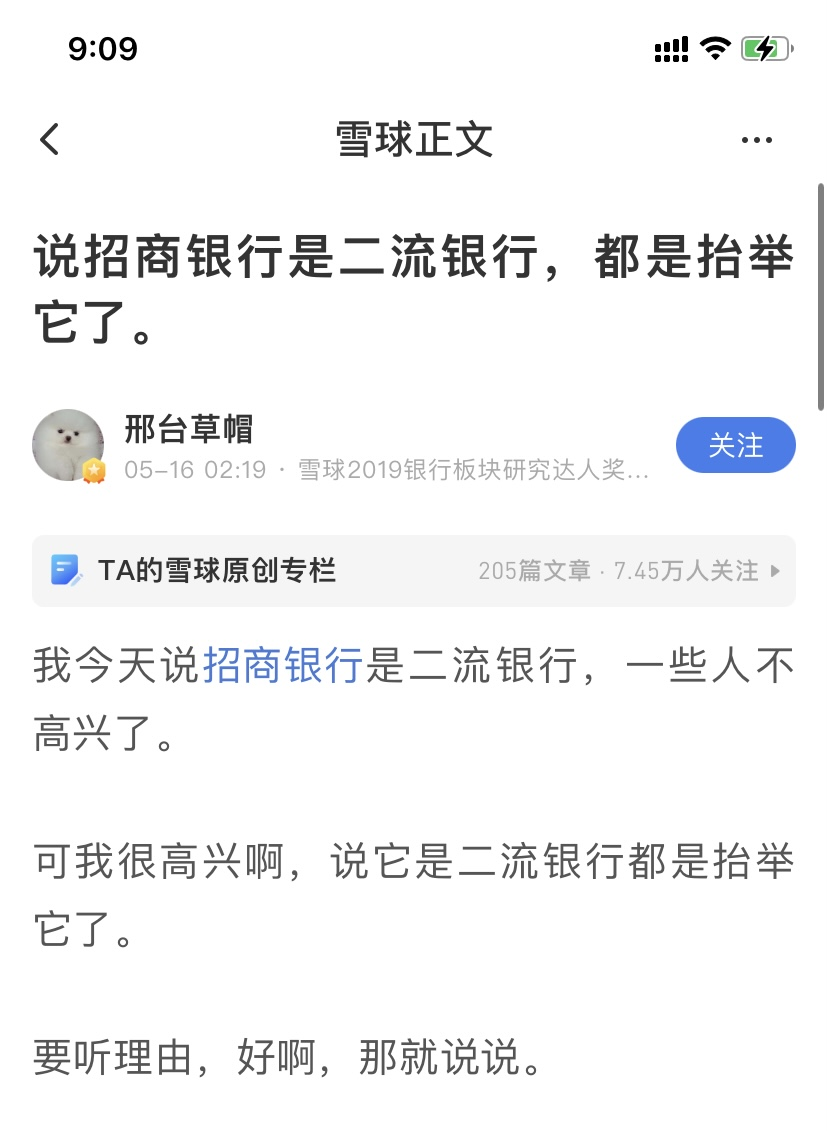 9:09
雪球正文
说招商银行是二流银行，都是抬举
它了。
邢台草帽
05-16 02:19 · 雪球2019银行板块研究达人奖...
关注
TA的雪球原创专栏
205篇文章 · 7.45万人关注
我今天说招商银行是二流银行，一些人不
高兴了。
可我很高兴啊，说它是二流银行都是抬举
它了。
要听理由，好啊，那就说说。